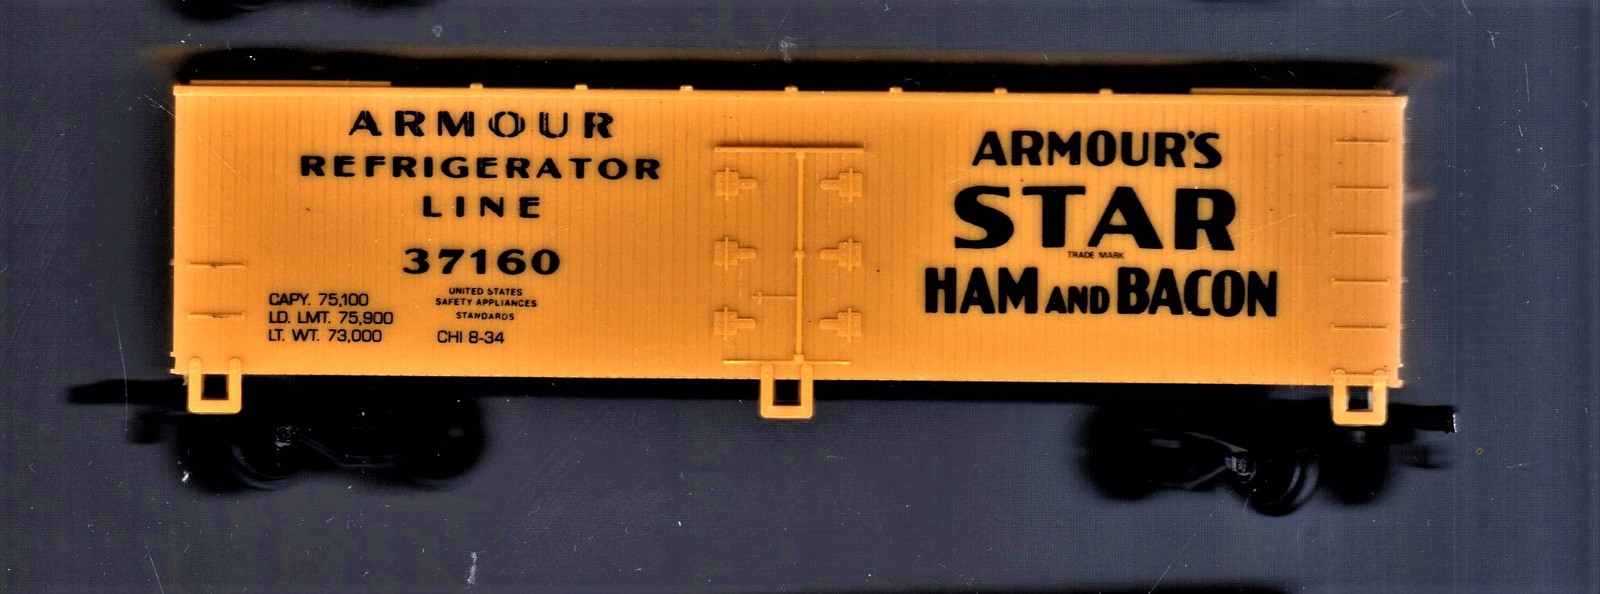 ARMOUR
REFRIGERATOR
LINE
37160
UNITED STATES
SAFETY APPLIANCES
STANDARDS
CAPY. 75,100
LD. LMT. 75,900
LT. WT. 73,000
CHI 8-34
ARMOUR'S
STAR
TRADE MARK
HAM AND BACON